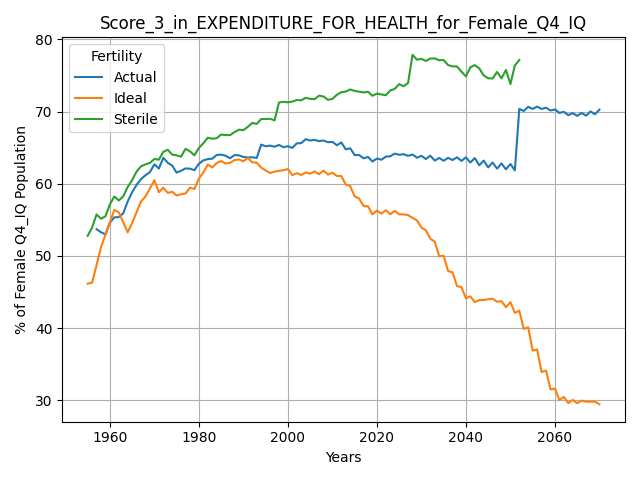 Score_3_in_EXPENDITURE_FOR_HEALTH_for_Female_Q4_IQ
Fertility
Actual
Ideal
Sterile
% of Female Q4_IQ Population
80
70
60
50
40
30
1960
1980
2000
2020
2040
2060
Years